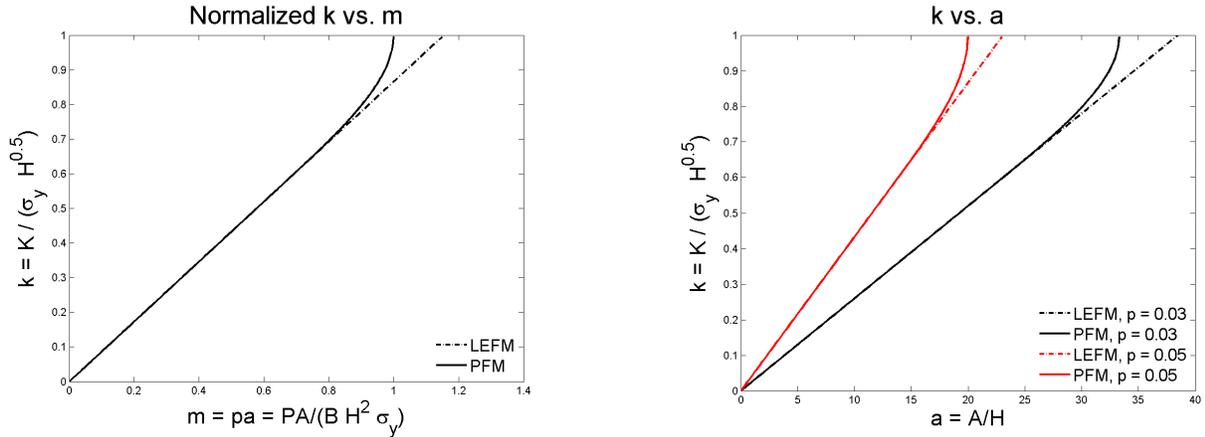 Normalized k vs. m
k = K / (σ_y H^0.5)
1
0.9
0.8
0.7
0.6
0.5
0.4
0.3
0.2
0.1
0
0 0.2 0.4 0.6 0.8 1 1.2 1.4
LEFM
PFM
m = pa = PA/(B H^2 σ_y)
k vs. a
k = K / (σ_y H^0.5)
1
0.9
0.8
0.7
0.6
0.5
0.4
0.3
0.2
0.1
0
0 5 10 15 20 25 30 35 40
LEFM, p = 0.03
PFM, p = 0.03
LEFM, p = 0.05
PFM, p = 0.05
a = A/H